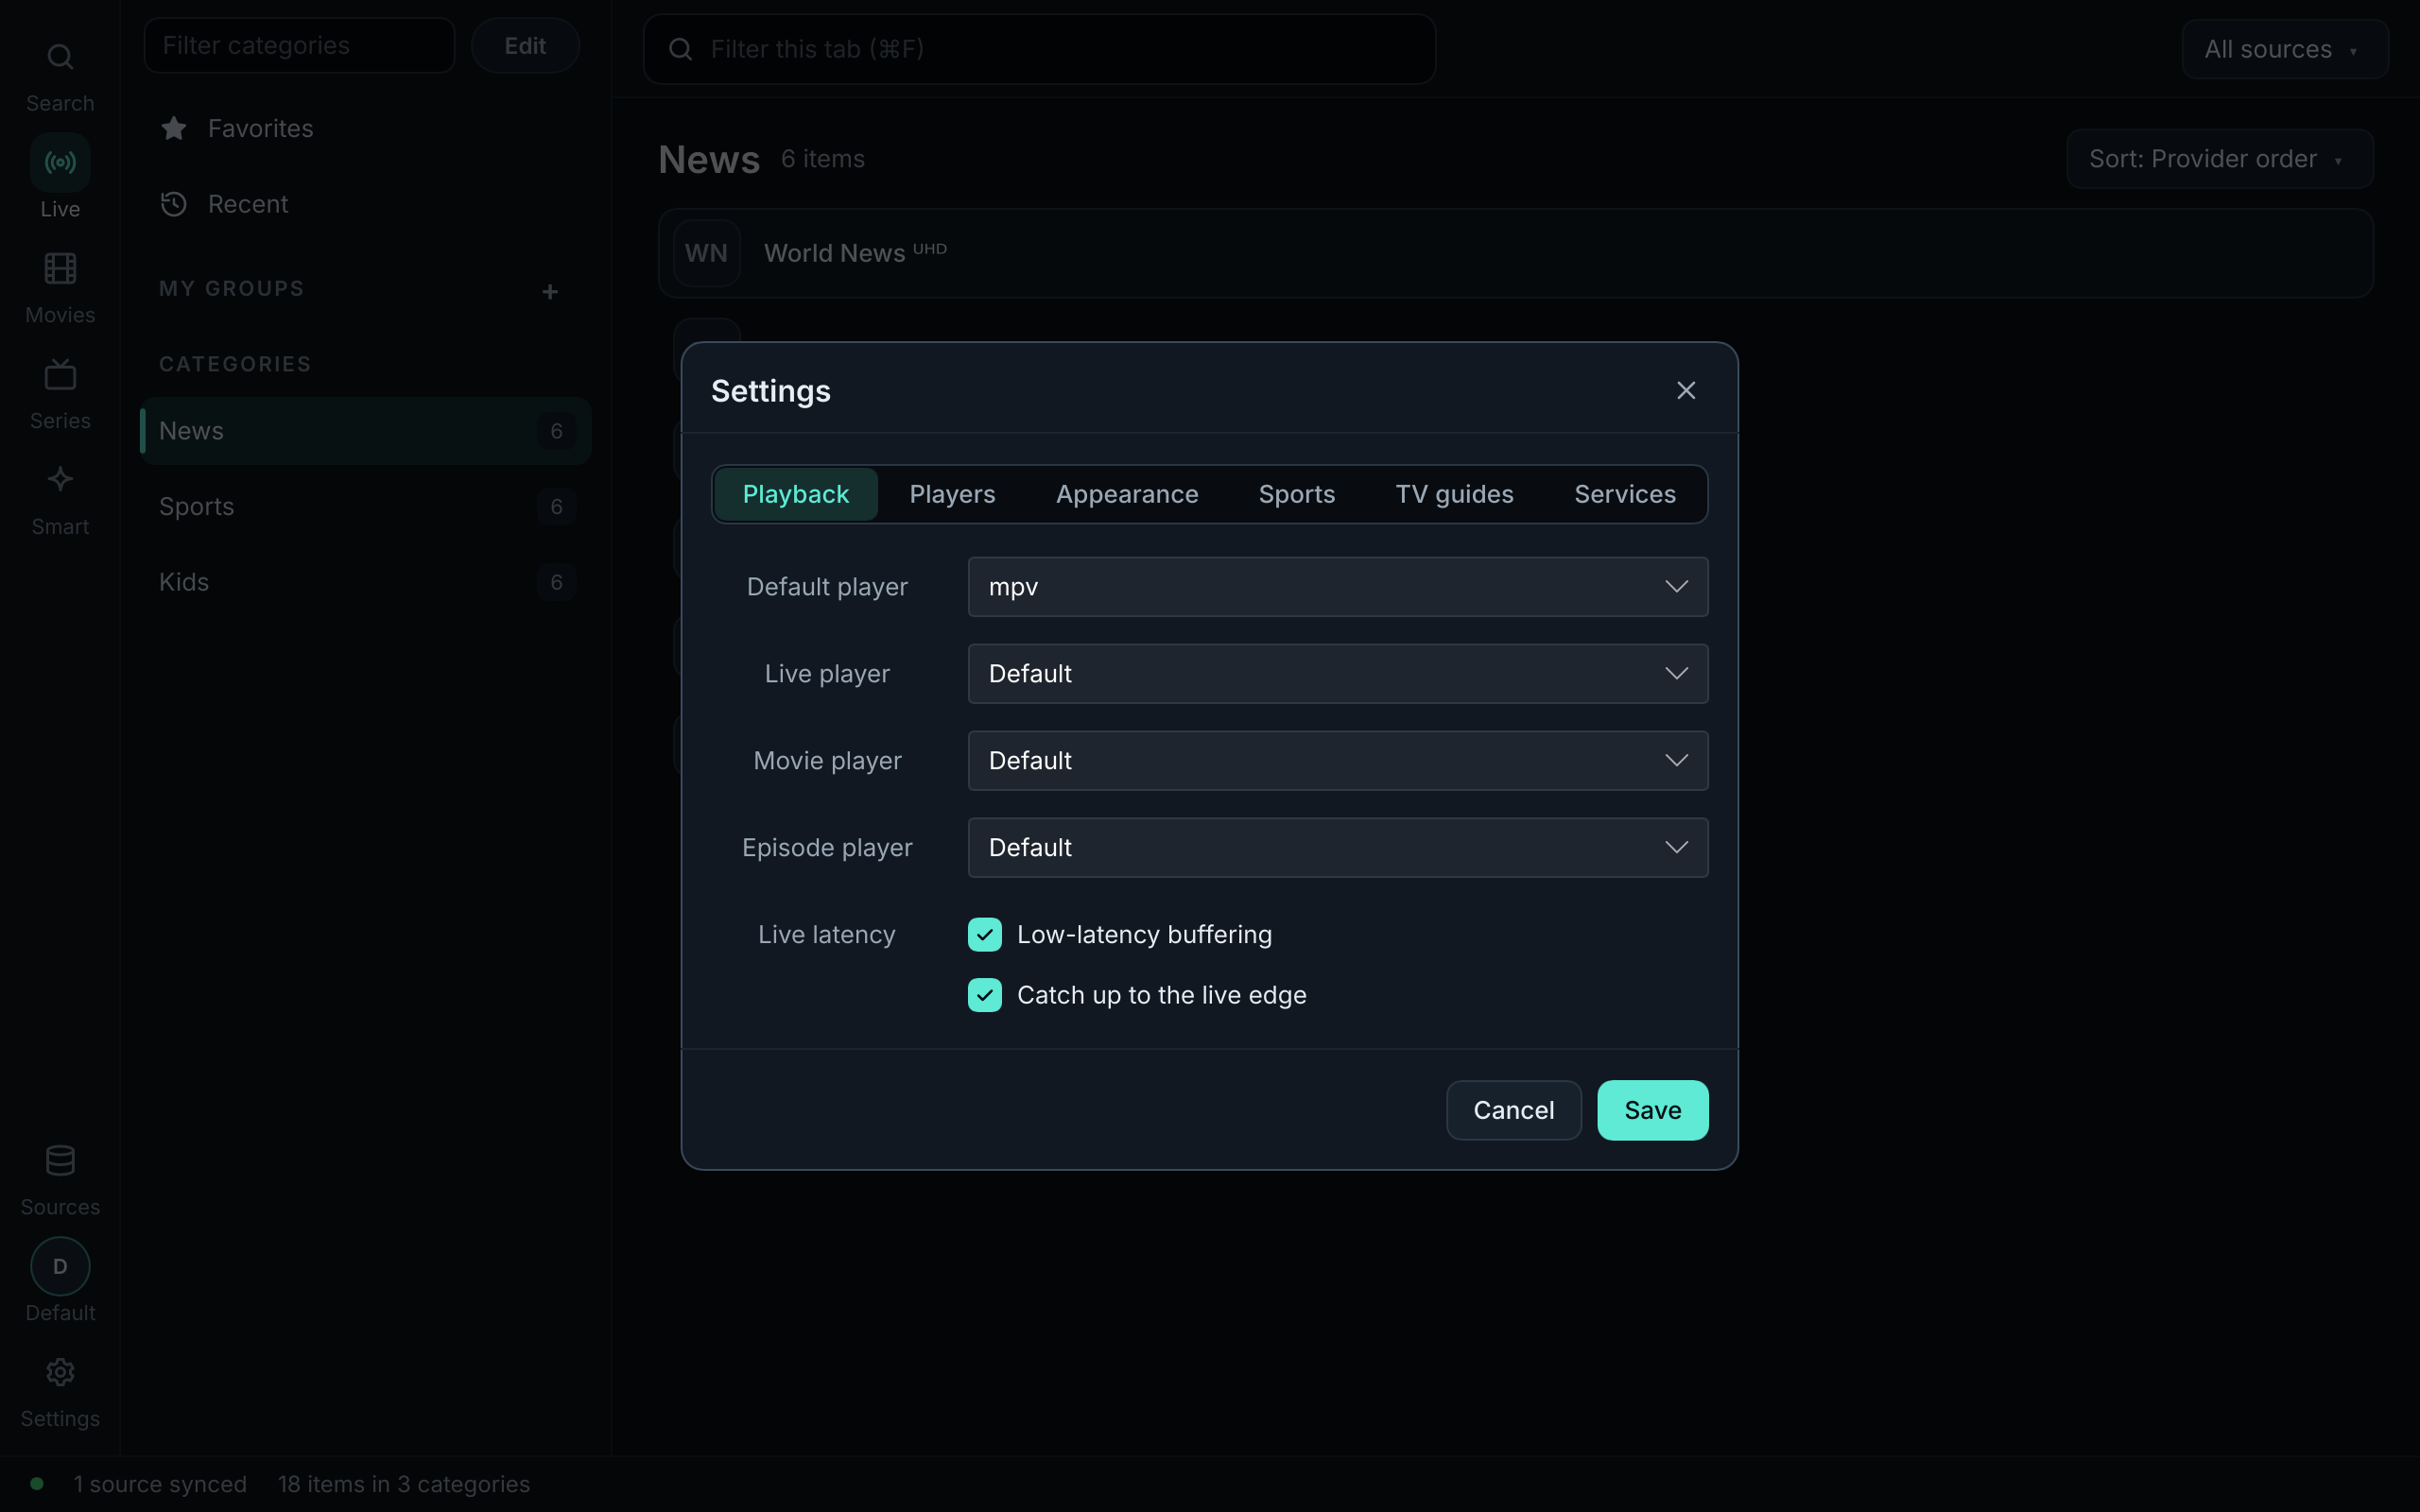 Search
Live
Movies
Series
Smart
Sources
D
Default
Settings
Filter categories
Edit
Favorites
Recent
MY GROUPS +
CATEGORIES
News 6
Sports 6
Kids 6
Filter this tab (⌘F)
All sources
News 6 items
Sort: Provider order
WN World News UHD
Settings
Playback Players Appearance Sports TV guides Services
Default player mpv
Live player Default
Movie player Default
Episode player Default
Live latency Low-latency buffering
Catch up to the live edge
Cancel Save
1 source synced 18 items in 3 categories